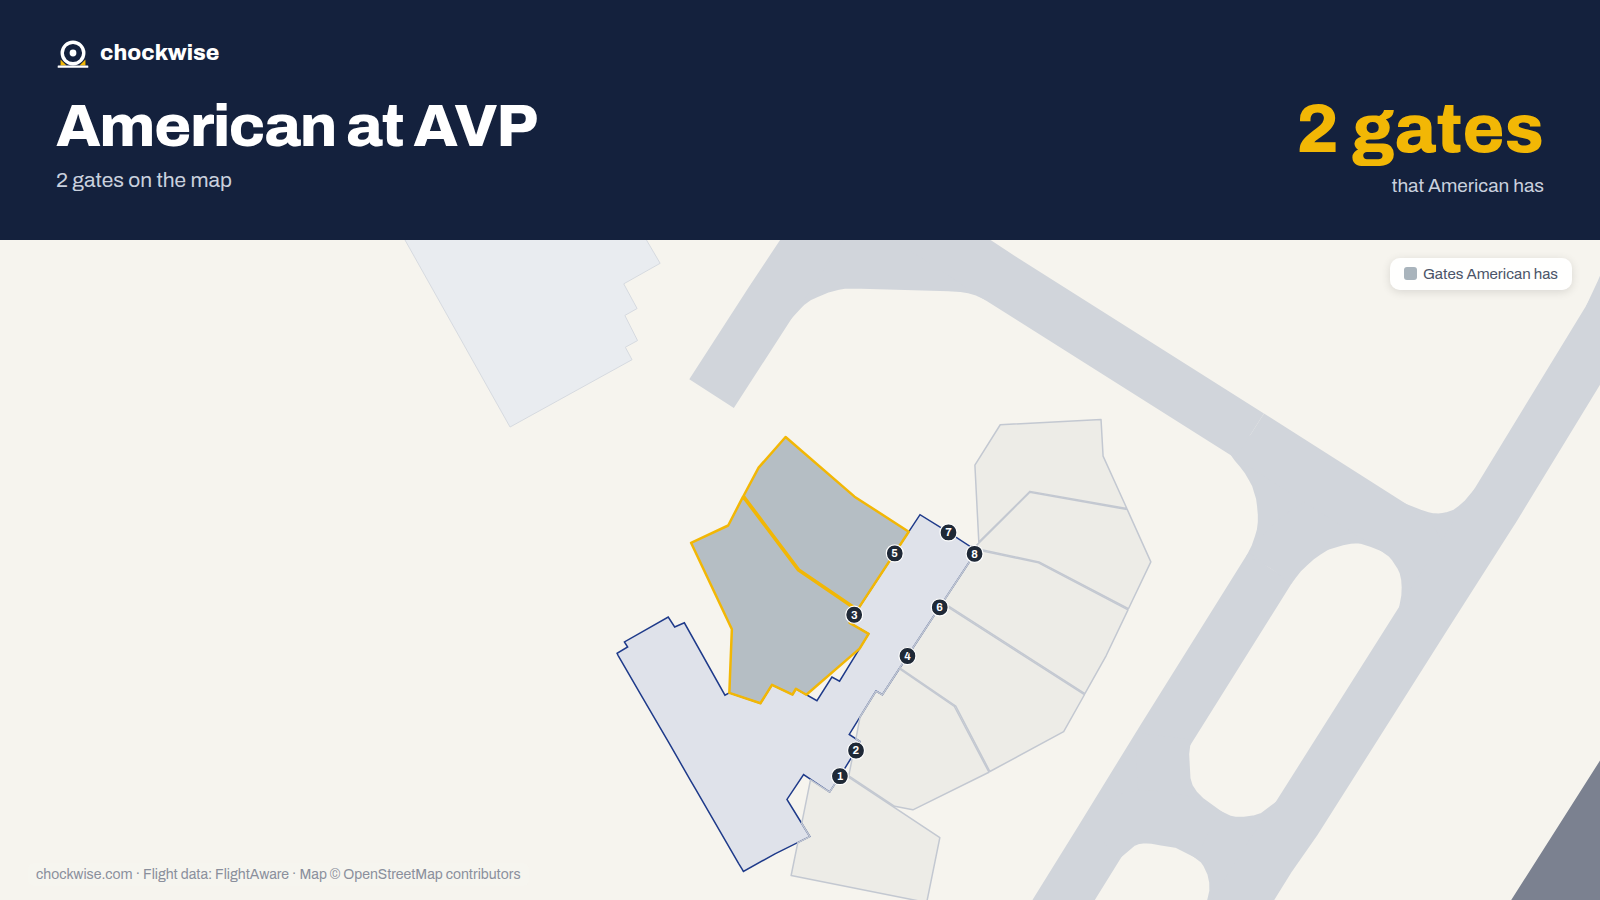 chockwise
American at AVP
2 gates on the map
2 gates
that American has
Gates American has
7
5
8
6
3
4
2
1
chockwise.com · Flight data: FlightAware · Map © OpenStreetMap contributors